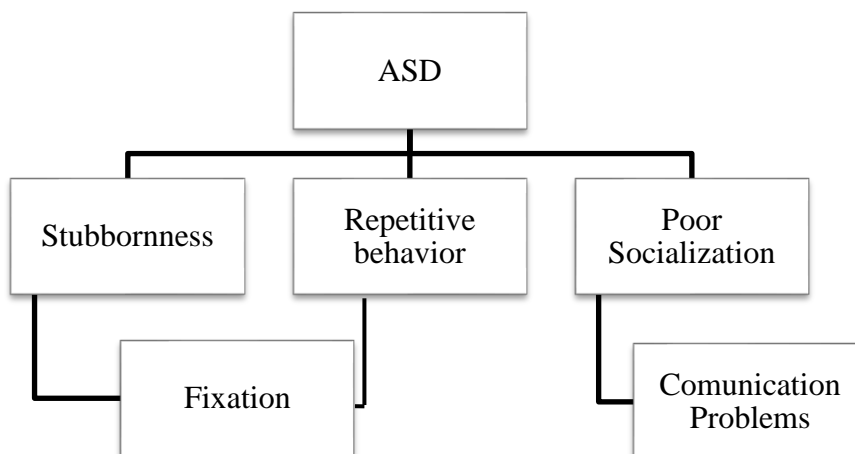 ASD
Stubbornness
Repetitive
behavior
Poor
Socialization
Fixation
Comunication
Problems